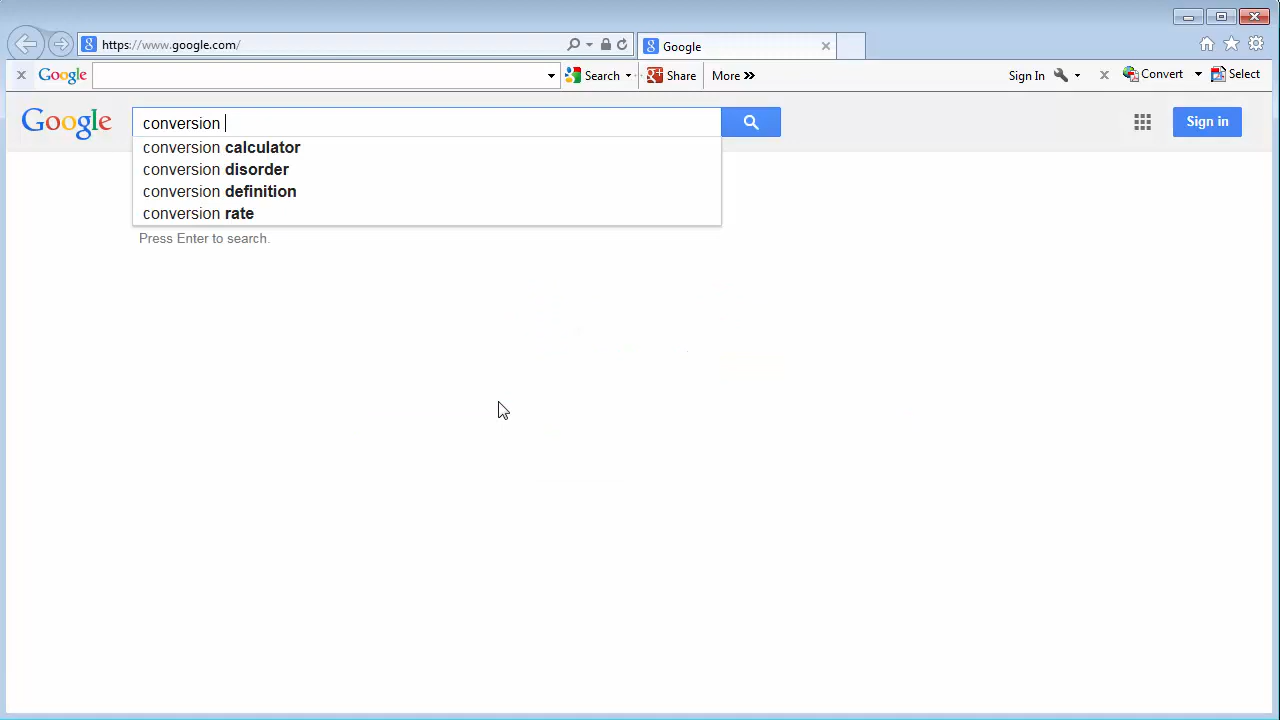 https://www.google.com/
Google
Google
Search
Share
More »
Sign In
Convert
Select
Google
conversion
Sign in
conversion calculator
conversion disorder
conversion definition
conversion rate
Press Enter to search.